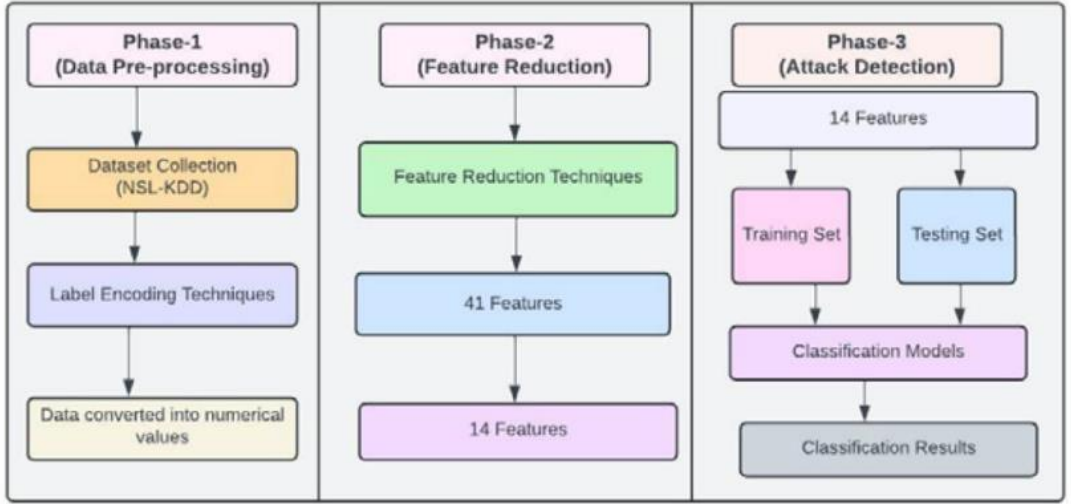 Phase-1
(Data Pre-processing)
Dataset Collection
(NSL-KDD)
Label Encoding Techniques
Data converted into numerical
values
Phase-2
(Feature Reduction)
Feature Reduction Techniques
41 Features
14 Features
Phase-3
(Attack Detection)
14 Features
Training Set
Testing Set
Classification Models
Classification Results